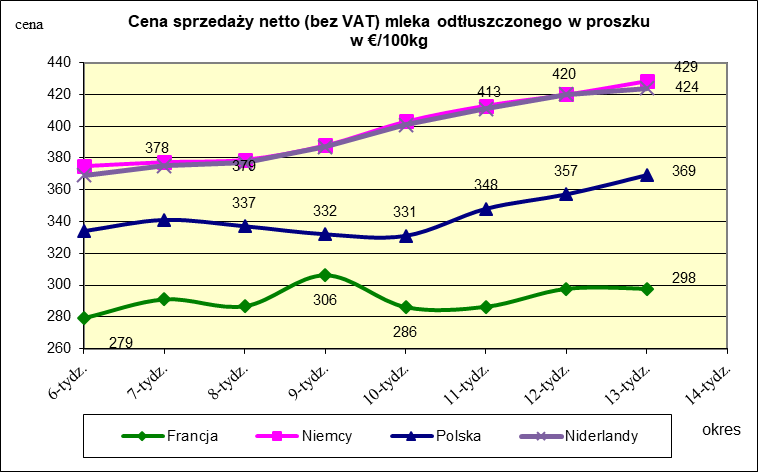 cena
Cena sprzedaży netto (bez VAT) mleka odtłuszczonego w proszku
w €/100kg
440
420
400
380
360
340
320
300
280
260
378
379
413
420
429
424
337
332
331
348
357
369
279
306
286
298
6-tydz.
7-tydz.
8-tydz.
9-tydz.
10-tydz.
11-tydz.
12-tydz.
13-tydz.
14-tydz.
okres
Francja
Niemcy
Polska
Niderlandy